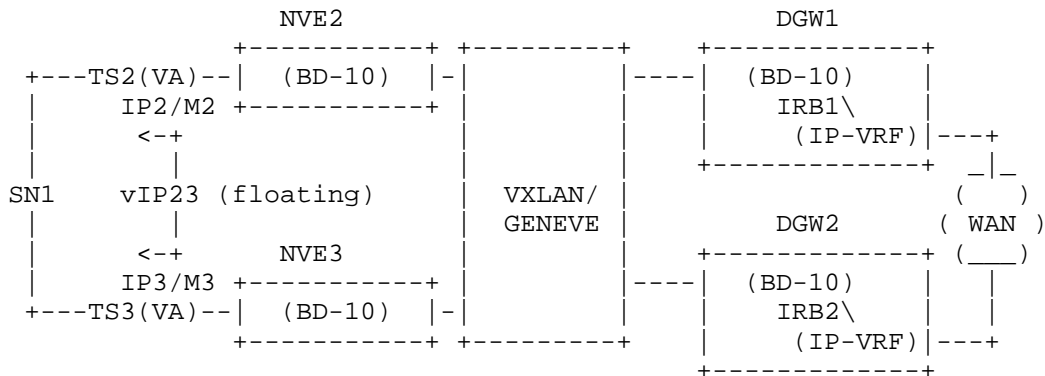 NVE2 DGW1
TS2(VA) (BD-10) (BD-10)
IP2/M2 IRB1
(IP-VRF)
SN1 vIP23 (floating) VXLAN/
GENEVE DGW2 ( WAN )
NVE3
IP3/M3 (BD-10)
TS3(VA) (BD-10) IRB2
(IP-VRF)